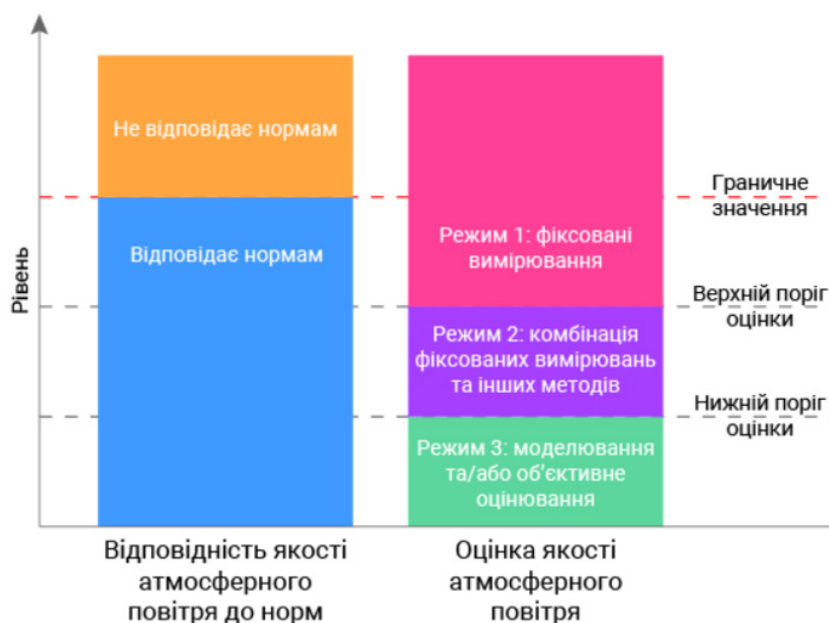 Рівень
Не відповідає нормам
Відповідає нормам
Режим 1: фіксовані
вимірювання
Режим 2: комбінація
фіксованих вимірювань
та інших методів
Режим 3: моделювання
та/або об’єктивне
оцінювання
Граничне
значення
Верхній поріг
оцінки
Нижній поріг
оцінки
Відповідність якості
атмосферного
повітря до норм
Оцінка якості
атмосферного
повітря